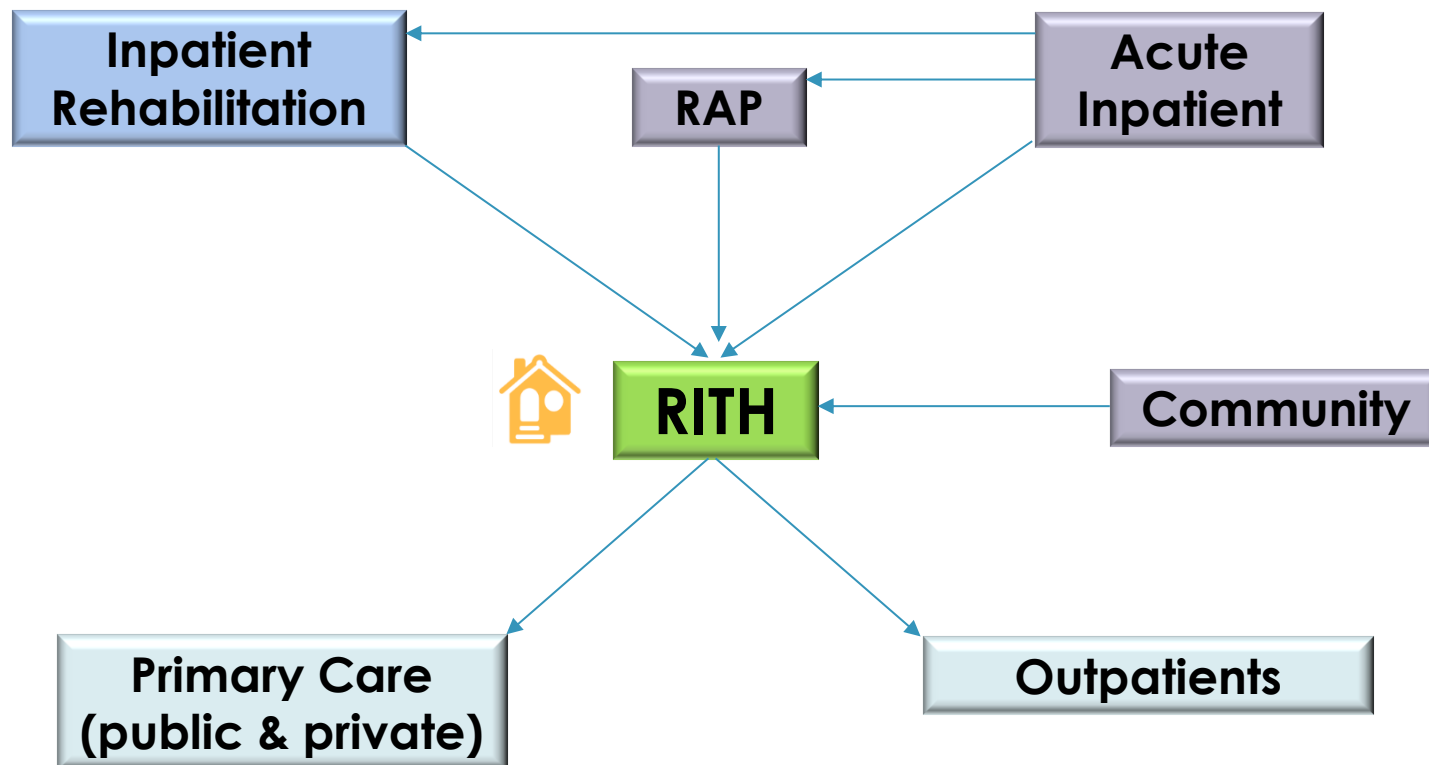 Inpatient
Rehabilitation
RAP
Acute
Inpatient
RITH
Community
Primary Care
(public & private)
Outpatients